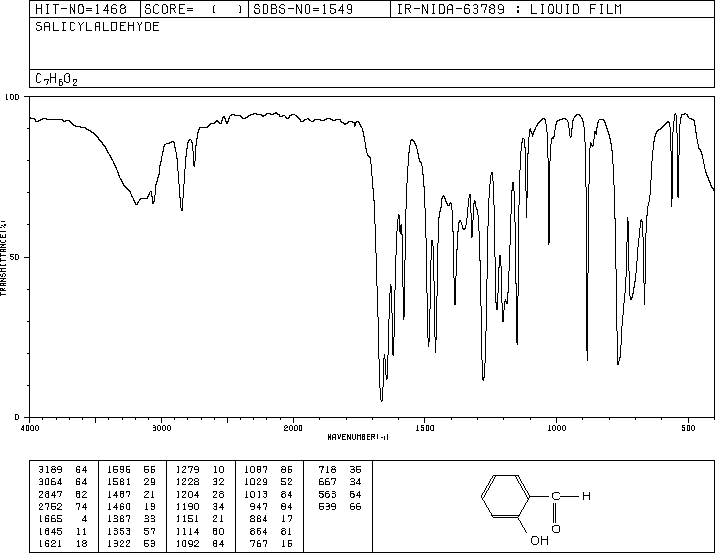 HIT-NO=1468 SCORE= ( ) SDBS-NO=1549 IR-NIDA-63789 : LIQUID FILM
SALICYLALDEHYDE
C7H6O2
100
50
0
TRANSMITTANCE(%)
4000 3000 2000 1500 1000 500
WAVENUMBER(-1)
3189 64 1596 56 1279 10 1087 86 718 35
3064 64 1581 29 1228 32 1029 52 667 34
2847 62 1487 21 1204 28 1013 84 563 64
2752 74 1460 19 1190 34 947 84 539 66
1665 4 1387 33 1151 21 884 17
1645 11 1353 57 1114 60 864 81
1621 18 1322 53 1092 84 767 16
C H
O
OH